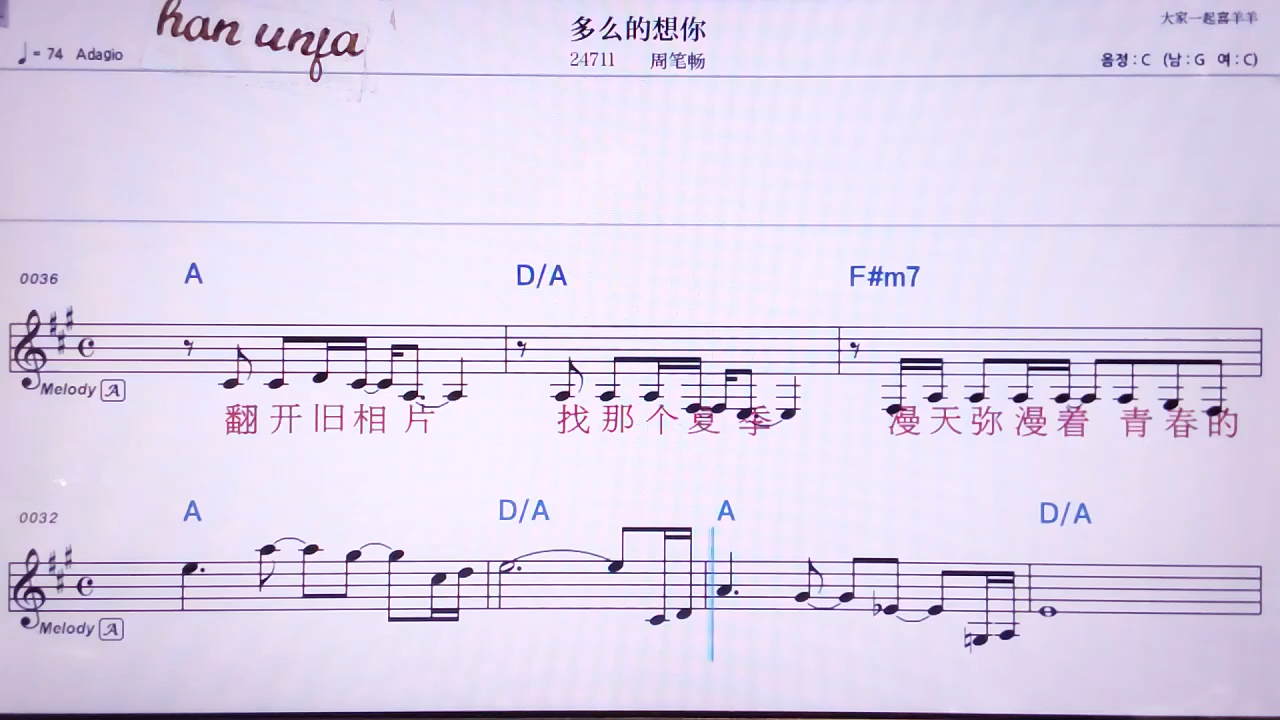 han unja
多么的想你
大家一起喜羊羊
♩= 74 Adagio
24711 周笔畅
음정 : C (남 : G 여 : C)
0036 A D/A F#m7
Melody A
翻开旧相片 找那个夏季 漫天弥漫着 青春的
0032 A D/A A D/A
Melody A